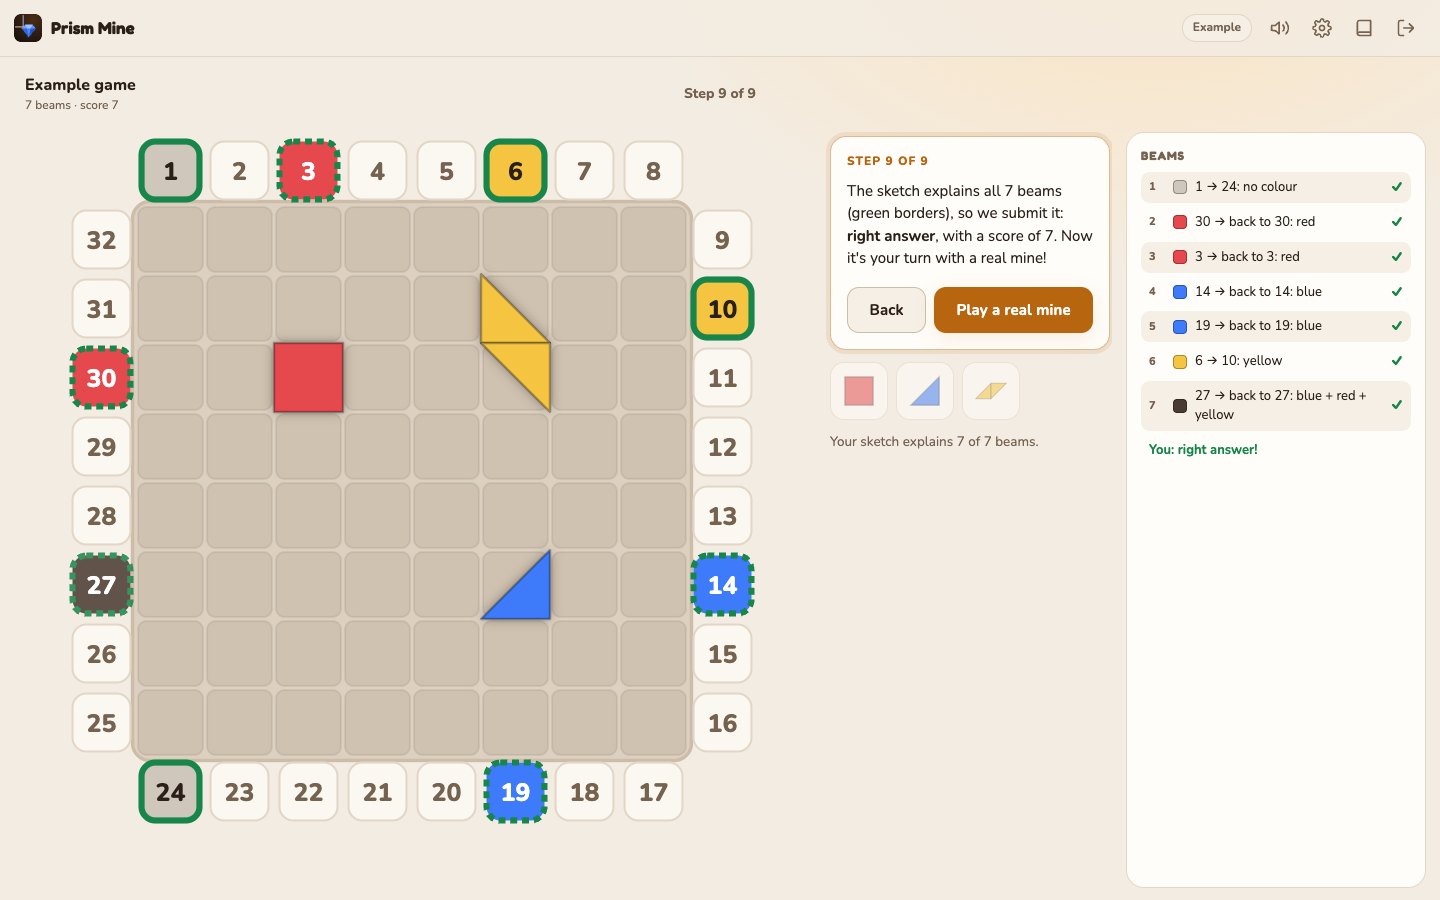 Prism Mine
Example
Example game
7 beams · score 7
Step 9 of 9
1 2 3 4 5 6 7 8
32 9
31 10
30 11
29 12
28 13
27 14
26 15
25 16
24 23 22 21 20 19 18 17
STEP 9 OF 9
The sketch explains all 7 beams
(green borders), so we submit it:
right answer, with a score of 7. Now
it's your turn with a real mine!
Back Play a real mine
Your sketch explains 7 of 7 beams.
BEAMS
1 1 → 24: no colour
2 30 → back to 30: red
3 3 → back to 3: red
4 14 → back to 14: blue
5 19 → back to 19: blue
6 6 → 10: yellow
7 27 → back to 27: blue + red +
yellow
You: right answer!